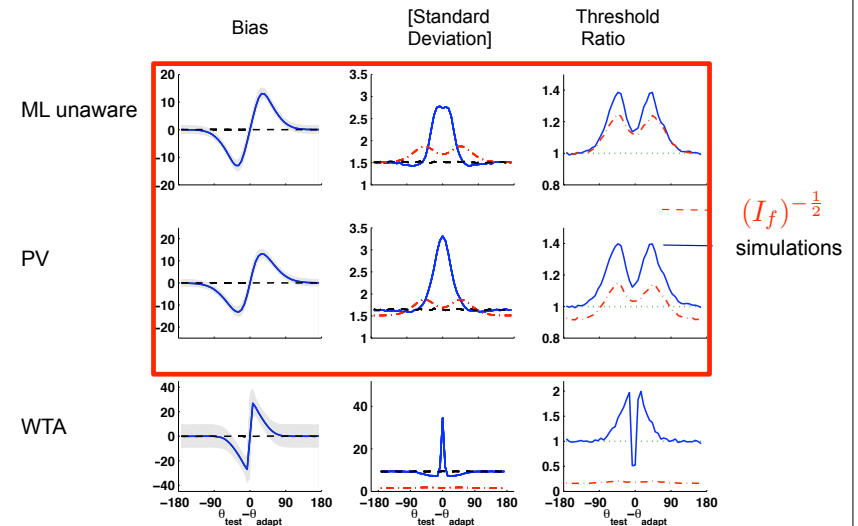 Bias
[Standard
Deviation]
Threshold
Ratio
ML unaware
20
10
0
−10
−20
3.5
3
2.5
2
1.5
1
1.4
1.2
1
0.8
(I_f)^{-\frac{1}{2}}
simulations
PV
20
10
0
−10
−20
3.5
3
2.5
2
1.5
1
1.4
1.2
1
0.8
WTA
40
20
0
−20
−40
40
20
0
2
1.5
1
0.5
0
−180 −90 0 90 180
θtest −θadapt
−180 −90 0 90 180
θtest −θadapt
−180 −90 0 90 180
θtest −θadapt